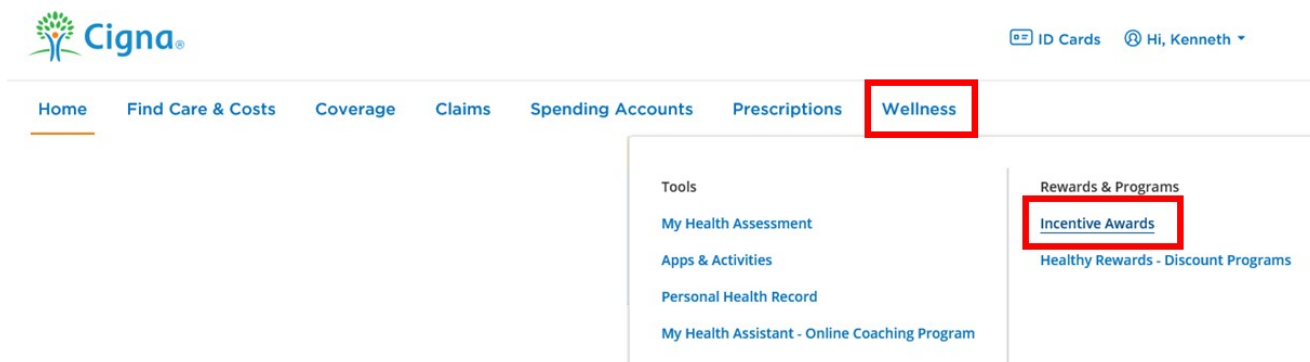 Cigna®
ID Cards Hi, Kenneth
Home Find Care & Costs Coverage Claims Spending Accounts Prescriptions Wellness
Tools
My Health Assessment
Apps & Activities
Personal Health Record
My Health Assistant - Online Coaching Program
Rewards & Programs
Incentive Awards
Healthy Rewards - Discount Programs